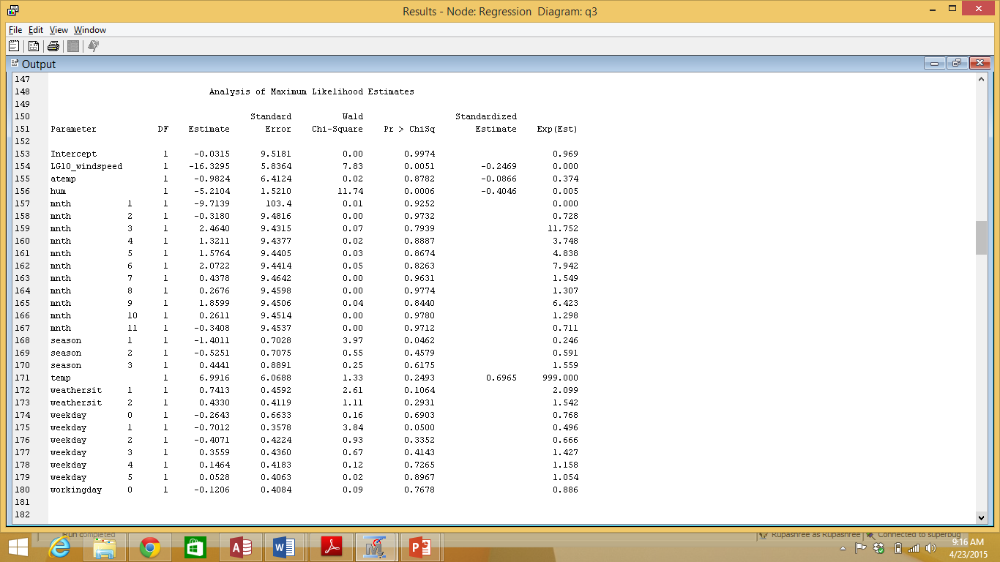 Results - Node: Regression Diagram: q3
File Edit View Window
Output
147
148 Analysis of Maximum Likelihood Estimates
149
150 Standard Wald Standardized
151 Parameter DF Estimate Error Chi-Square Pr > ChiSq Estimate Exp(Est)
152
153 Intercept 1 -0.0315 9.5181 0.00 0.9974 0.969
154 LG10_windspeed 1 -16.3295 5.8364 7.83 0.0051 -0.2469 0.000
155 atemp 1 -0.9824 6.4124 0.02 0.8782 -0.0866 0.374
156 hum 1 -5.2104 1.5210 11.74 0.0006 -0.4046 0.005
157 mnth 1 1 -9.7139 103.4 0.01 0.9252 0.000
158 mnth 2 1 -0.3180 9.4816 0.00 0.9732 0.728
159 mnth 3 1 2.4640 9.4315 0.07 0.7939 11.752
160 mnth 4 1 1.3211 9.4377 0.02 0.8887 3.748
161 mnth 5 1 1.5764 9.4405 0.03 0.8674 4.838
162 mnth 6 1 2.0722 9.4414 0.05 0.8263 7.942
163 mnth 7 1 0.4378 9.4642 0.00 0.9631 1.549
164 mnth 8 1 0.2676 9.4598 0.00 0.9774 1.307
165 mnth 9 1 1.8599 9.4506 0.04 0.8440 6.423
166 mnth 10 1 0.2611 9.4514 0.00 0.9780 1.298
167 mnth 11 1 -0.3408 9.4537 0.00 0.9712 0.711
168 season 1 1 -1.4011 0.7028 3.97 0.0462 0.246
169 season 2 1 -0.5251 0.7075 0.55 0.4579 0.591
170 season 3 1 0.4441 0.8891 0.25 0.6175 1.559
171 temp 1 6.9916 6.0688 1.33 0.2493 0.6965 999.000
172 weathersit 1 1 0.7413 0.4592 2.61 0.1064 2.099
173 weathersit 2 1 0.4330 0.4119 1.11 0.2931 1.542
174 weekday 0 1 -0.2643 0.6633 0.16 0.6903 0.768
175 weekday 1 1 -0.7012 0.3578 3.84 0.0500 0.496
176 weekday 2 1 -0.4071 0.4224 0.93 0.3352 0.666
177 weekday 3 1 0.3559 0.4360 0.67 0.4143 1.427
178 weekday 4 1 0.1464 0.4183 0.12 0.7265 1.158
179 weekday 5 1 0.0528 0.4063 0.02 0.8967 1.054
180 workingday 0 1 -0.1206 0.4084 0.09 0.7678 0.886
181
182
Run completed
Rupashree as Rupashree
Connected to superbug
9:16 AM
4/23/2015